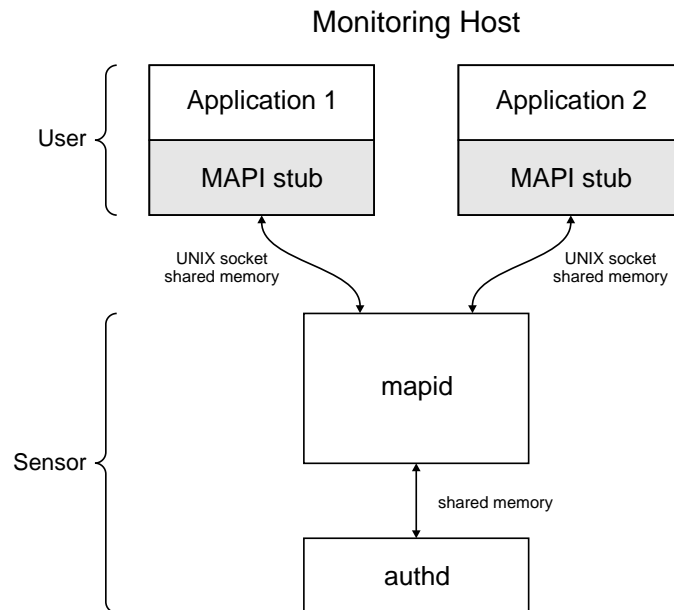 Monitoring Host
User
Application 1
Application 2
MAPI stub
MAPI stub
UNIX socket
shared memory
UNIX socket
shared memory
Sensor
mapid
shared memory
authd